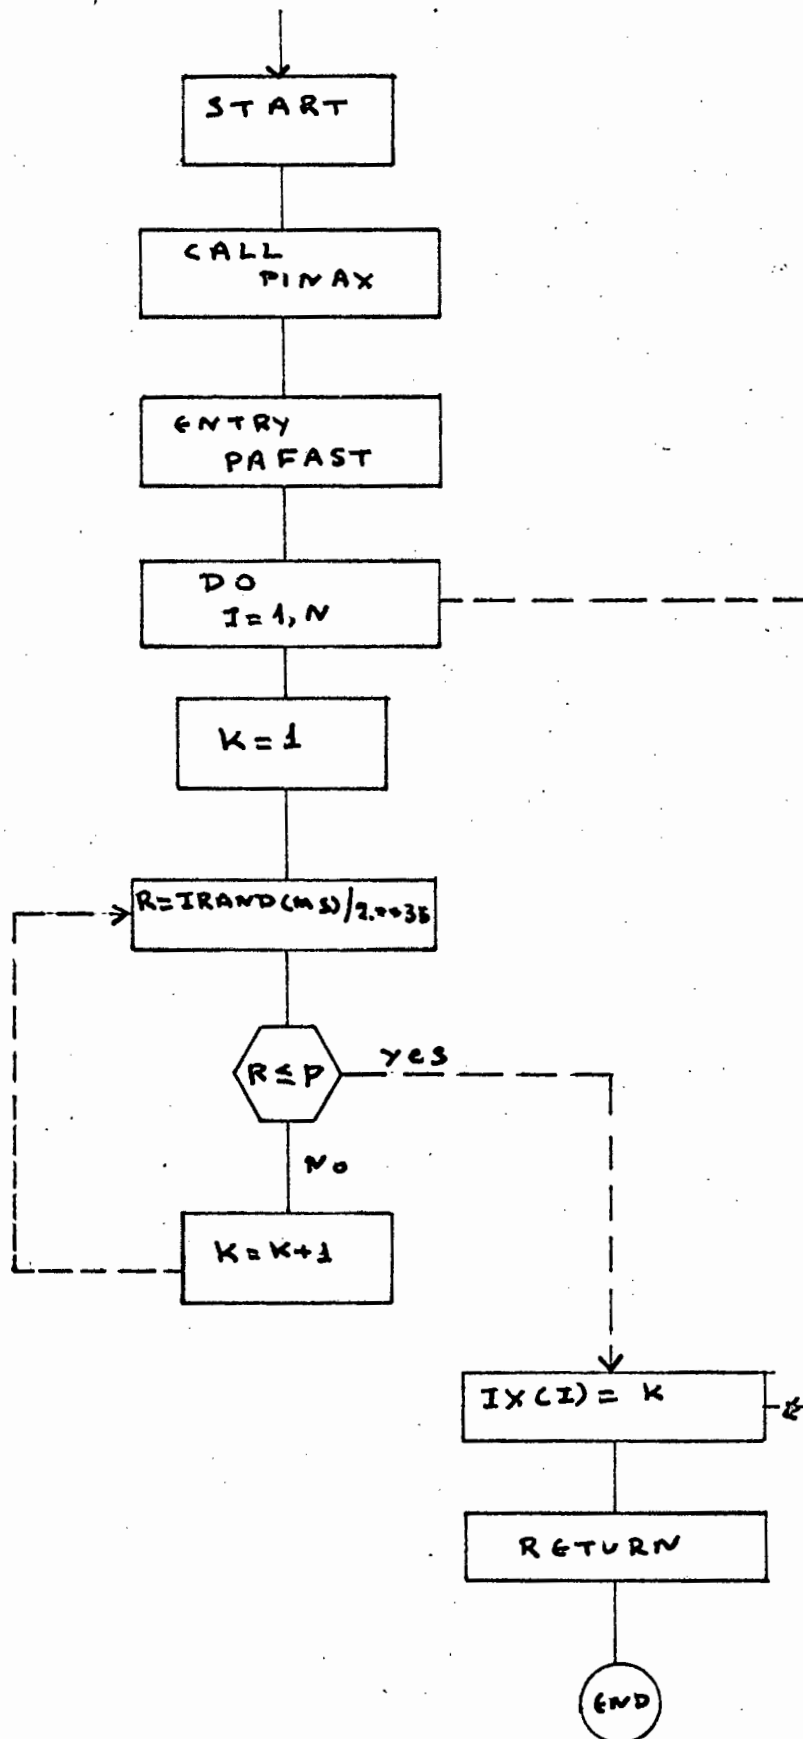 START
CALL
PINAX
ENTRY
PAFAST
DO
I=1, N
K=1
R=IRAND(MS)/2.**35
R≤P
YES
NO
K=K+1
IX(I)= K
RETURN
END